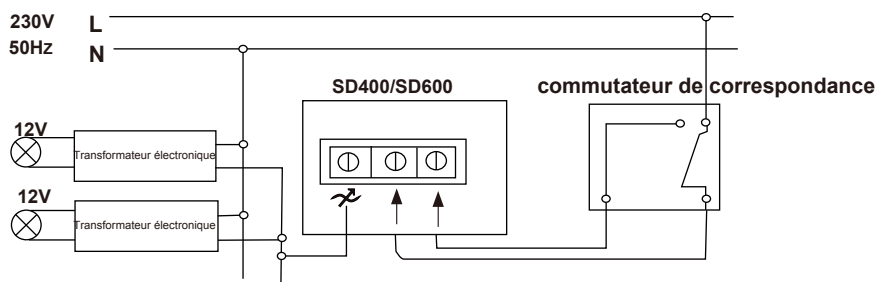 230V L
50Hz N
SD400/SD600
commutateur de correspondance
12V
Transformateur électronique
12V
Transformateur électronique